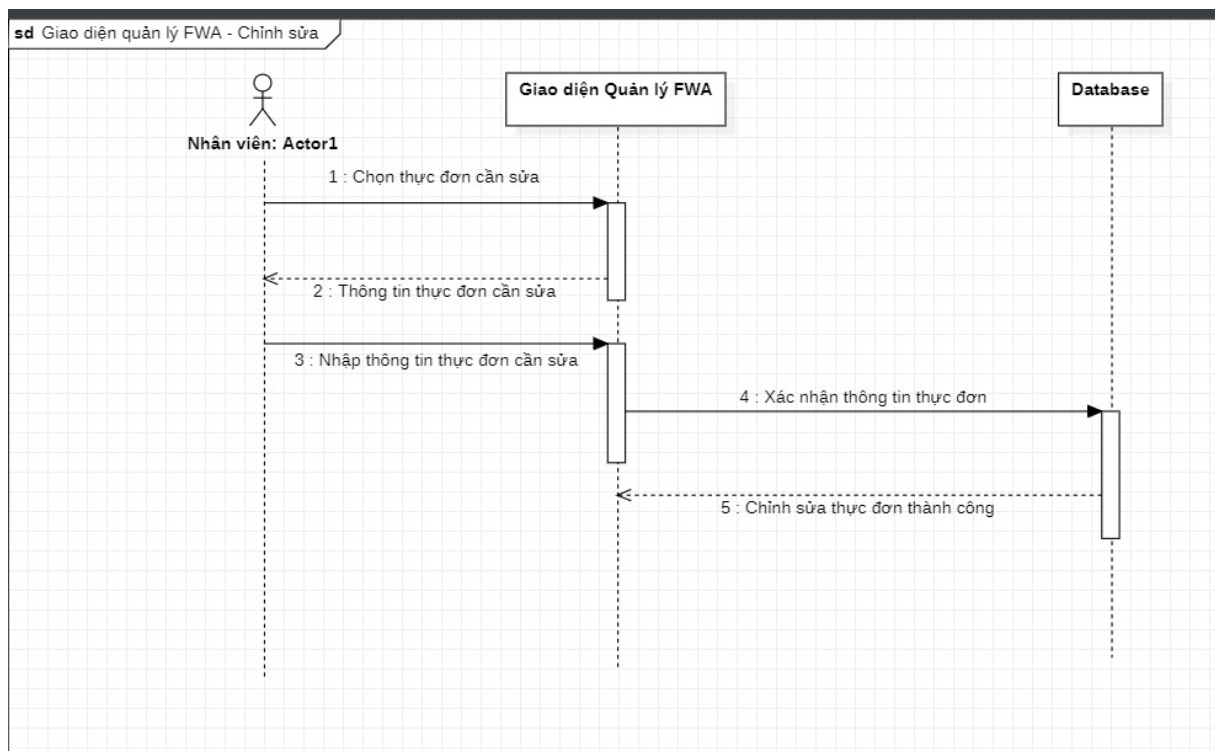 sd Giao diện quản lý FWA - Chỉnh sửa
Giao diện Quản lý FWA
Database
Nhân viên: Actor1
1 : Chọn thực đơn cần sửa
2 : Thông tin thực đơn cần sửa
3 : Nhập thông tin thực đơn cần sửa
4 : Xác nhận thông tin thực đơn
5 : Chỉnh sửa thực đơn thành công